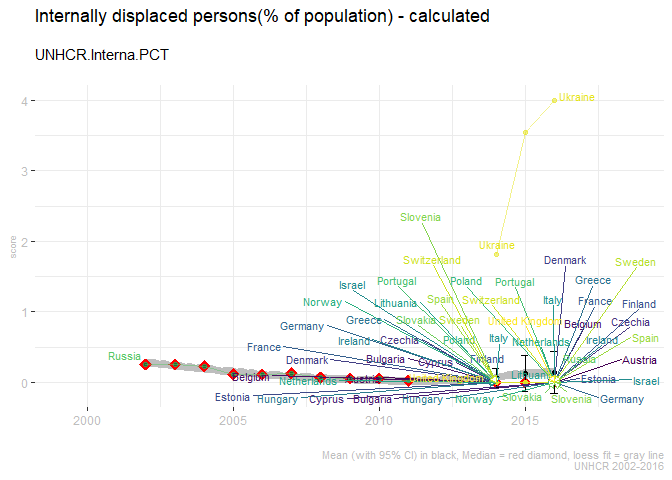 Internally displaced persons(% of population) - calculated
UNHCR.Interna.PCT
4
Ukraine
3
Slovenia
2
Ukraine
Switzerland
Denmark
Sweden
Israel
Portugal
Poland
Portugal
Greece
Norway
Lithuania
Spain
Switzerland
Italy
France
Finland
1
Germany
Greece
Slovakia
Sweden
United Kingdom
Belgium
Czechia
France
Ireland
Czechia
Poland
Italy
Netherlands
Ireland
Spain
Russia
Denmark
Bulgaria
Cyprus
Finland
Russia
Austria
0
Belgium
Netherlands
Austria
Estonia
Israel
Estonia
Hungary
Cyprus
Bulgaria
Hungary
Norway
Slovakia
Slovenia
Germany
score
2000 2005 2010 2015
Mean (with 95% CI) in black, Median = red diamond, loess fit = gray line
UNHCR 2002-2016